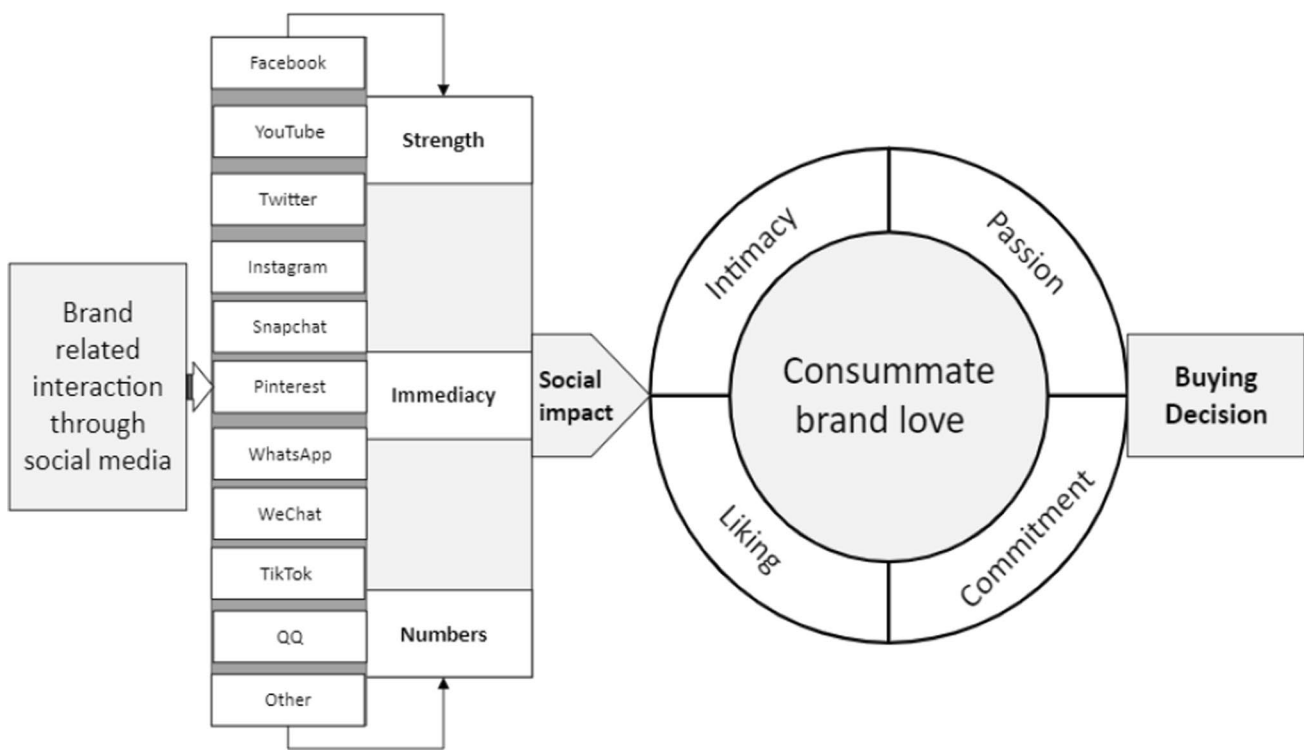 Brand
related
interaction
through
social media
Facebook
YouTube
Twitter
Instagram
Snapchat
Pinterest
WhatsApp
WeChat
TikTok
QQ
Other
Strength
Immediacy
Numbers
Social
impact
Intimacy
Passion
Liking
Commitment
Consummate
brand love
Buying
Decision